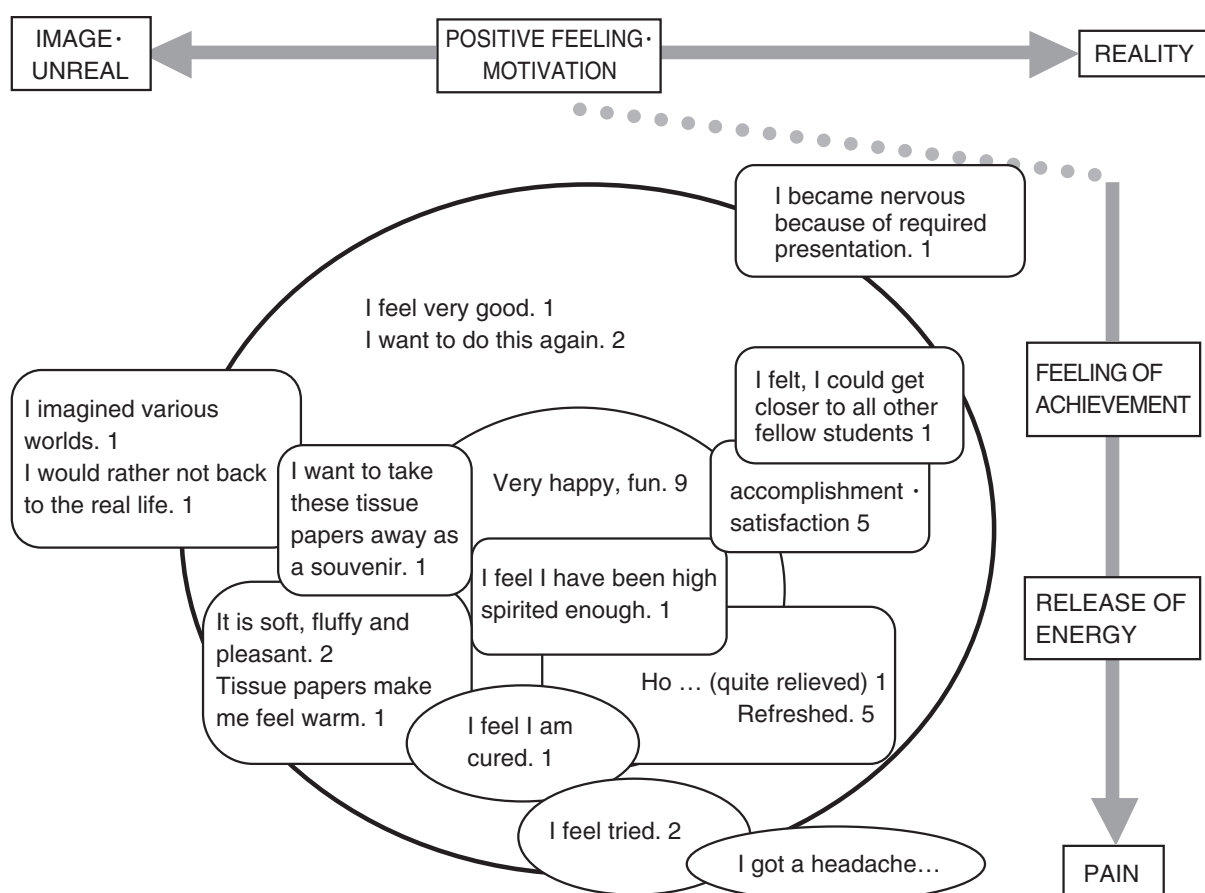 IMAGE・
UNREAL
POSITIVE FEELING・
MOTIVATION
REALITY
I became nervous
because of required
presentation. 1
I feel very good. 1
I want to do this again. 2
I felt, I could get
closer to all other
fellow students 1
FEELING OF
ACHIEVEMENT
I imagined various
worlds. 1
I would rather not back
to the real life. 1
I want to take
these tissue
papers away as
a souvenir. 1
Very happy, fun. 9
accomplishment・
satisfaction 5
I feel I have been high
spirited enough. 1
RELEASE OF
ENERGY
It is soft, fluffy and
pleasant. 2
Tissue papers make
me feel warm. 1
Ho … (quite relieved) 1
Refreshed. 5
I feel I am
cured. 1
I feel tried. 2
I got a headache…
PAIN